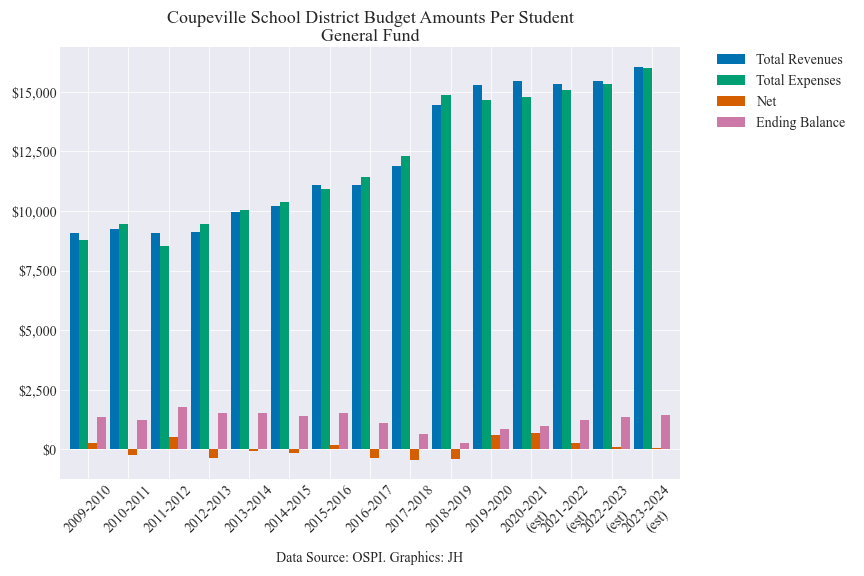 Coupeville School District Budget Amounts Per Student
General Fund
Total Revenues
Total Expenses
Net
Ending Balance
$15,000
$12,500
$10,000
$7,500
$5,000
$2,500
$0
2009-2010
2010-2011
2011-2012
2012-2013
2013-2014
2014-2015
2015-2016
2016-2017
2017-2018
2018-2019
2019-2020
2020-2021
(est)
2021-2022
(est)
2022-2023
(est)
2023-2024
(est)
Data Source: OSPI. Graphics: JH